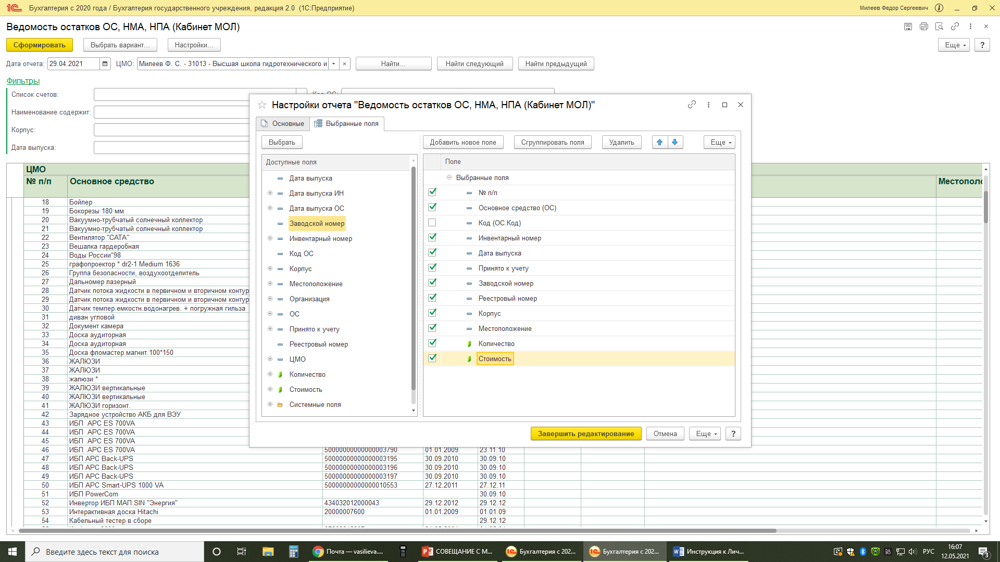 Бухгалтерия с 2020 года / Бухгалтерия государственного учреждения, редакция 2.0 (1С:Предприятие)
Милеев Федор Сергеевич
Ведомость остатков ОС, НМА, НПА (Кабинет МОЛ)
Сформировать
Выбрать вариант...
Настройки...
Еще
?
Дата отчета:
29.04.2021
ЦМО:
Милеев Ф. С. - 31013 - Высшая школа гидротехнического и
Найти...
Найти следующий
Найти предыдущий
Фильтры
Список счетов:
Наименование содержит:
Корпус:
Дата выпуска:
Настройки отчета "Ведомость остатков ОС, НМА, НПА (Кабинет МОЛ)"
Основные
Выбранные поля
Выбрать
Доступные поля
Дата выпуска
Дата выпуска ИН
Дата выпуска ОС
Заводской номер
Инвентарный номер
Код ОС
Корпус
Местоположение
Организация
ОС
Принято к учету
Реестровый номер
ЦМО
Количество
Стоимость
Системные поля
Добавить новое поле
Сгруппировать поля
Удалить
Еще
Поле
Выбранные поля
№ п/п
Основное средство (ОС)
Код (ОС.Код)
Инвентарный номер
Дата выпуска
Принято к учету
Заводской номер
Реестровый номер
Корпус
Местоположение
Количество
Стоимость
Завершить редактирование
Отмена
Еще
?
ЦМО
№ п/п Основное средство
18 Бойлер
19 Бокорезы 180 мм
20 Вакуумно-трубчатый солнечный коллектор
21 Вакуумно-трубчатый солнечный коллектор
22 Вентилятор "САТА"
23 Вешалка гардеробная
24 Воды России"98
25 графопроектор * dr2-1 Medium 1636
26 Группа безопасности, воздухоотделитель
27 Дальномер лазерный
28 Датчик потока жидкости в первичном и вторичном контур
29 Датчик потока жидкости в первичном и вторичном контур
30 Датчик темпер.емкостн.водонагрев. + погружная гильза
31 диван угловой
32 Документ камера
33 Доска аудиторная
34 Доска аудиторная
35 Доска фломастер.магнит.100*150
36 ЖАЛЮЗИ
37 ЖАЛЮЗИ
38 жалюзи *
39 ЖАЛЮЗИ вертикальные
40 ЖАЛЮЗИ вертикальные
41 ЖАЛЮЗИ горизонт.
42 Зарядное устройство АКБ для ВЭУ
43 ИБП APC ES 700VA
44 ИБП APC ES 700VA
45 ИБП APC ES 700VA
46 ИБП APC ES 700VA 50000000000000003790 01.01.2009 23.11.10
47 ИБП APC Back-UPS 50000000000000003195 30.09.2010 30.09.10
48 ИБП APC Back-UPS 50000000000000003196 30.09.2010 30.09.10
49 ИБП APC Back-UPS 50000000000000003197 30.09.2010 30.09.10
50 ИБП APC Smart-UPS 1000 VA 50000000000000010553 27.12.2011 27.12.11
51 ИБП PowerCom 30.09.10
52 Инвертор ИБП МАП SIN "Энергия" 434032012000043 29.12.2012 29.12.12
53 Интерактивная доска Hitachi 20000007600 01.01.2009 01.01.09
54 Кабельный тестер в сборе 29.12.12
Введите здесь текст для поиска
Почта — vasilieva....
СОВЕЩАНИЕ С М...
Бухгалтерия с 202...
Бухгалтерия с 202...
Инструкция к Лич...
РУС
16:07
12.05.2021
3